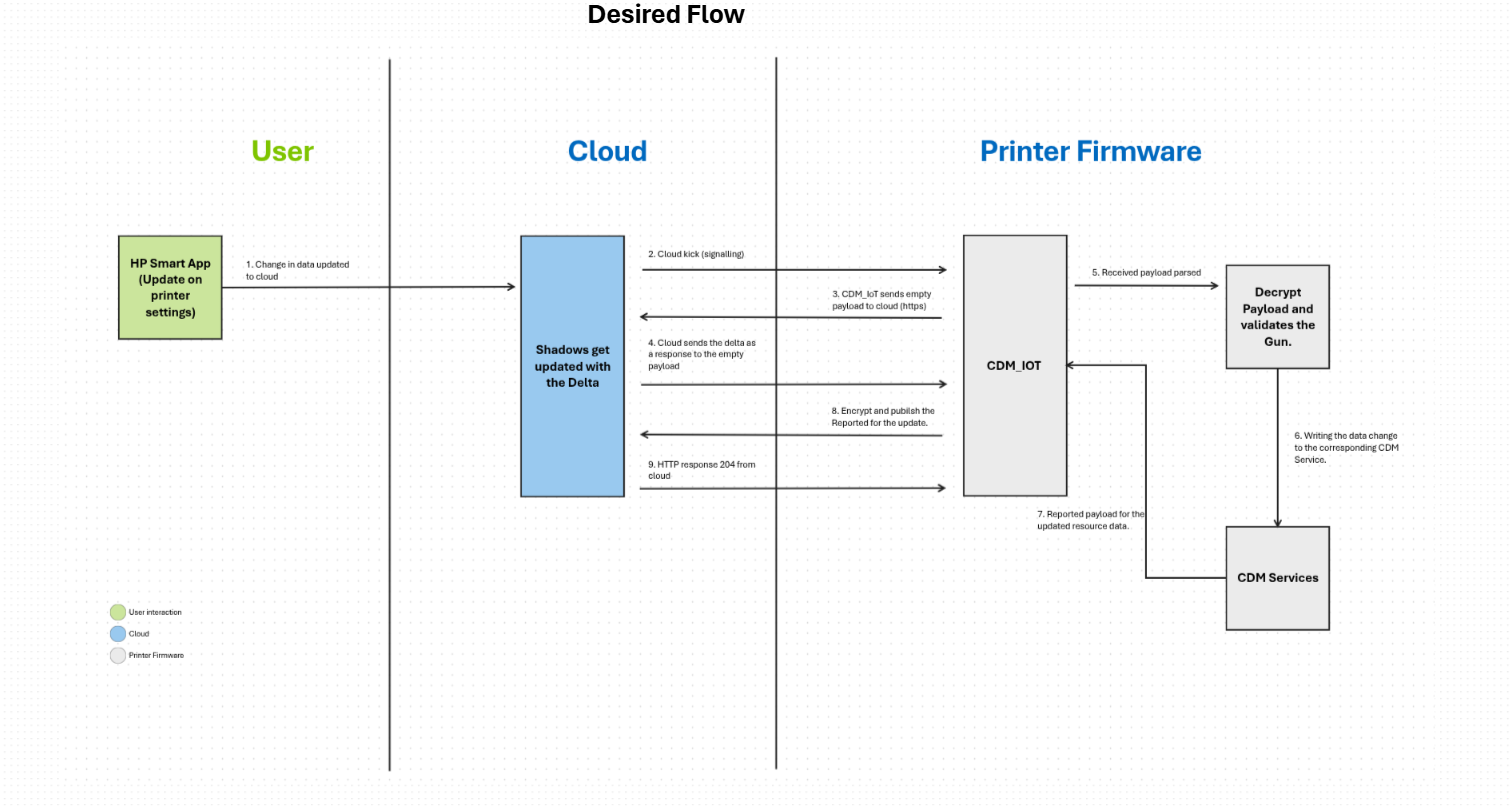 Desired Flow
User
Cloud
Printer Firmware
HP Smart App
(Update on
printer
settings)
1. Change in data updated
to cloud
Shadows get
updated with
the Delta
2. Cloud kick (signalling)
3. CDM_IoT sends empty
payload to cloud (https)
4. Cloud sends the delta as
a response to the empty
payload
8. Encrypt and publish the
Reported for the update.
9. HTTP response 204 from
cloud
CDM_IOT
5. Received payload parsed
Decrypt
Payload and
validates the
Gun.
6. Writing the data change
to the corresponding CDM
Service.
7. Reported payload for the
updated resource data.
CDM Services
User interaction
Cloud
Printer Firmware